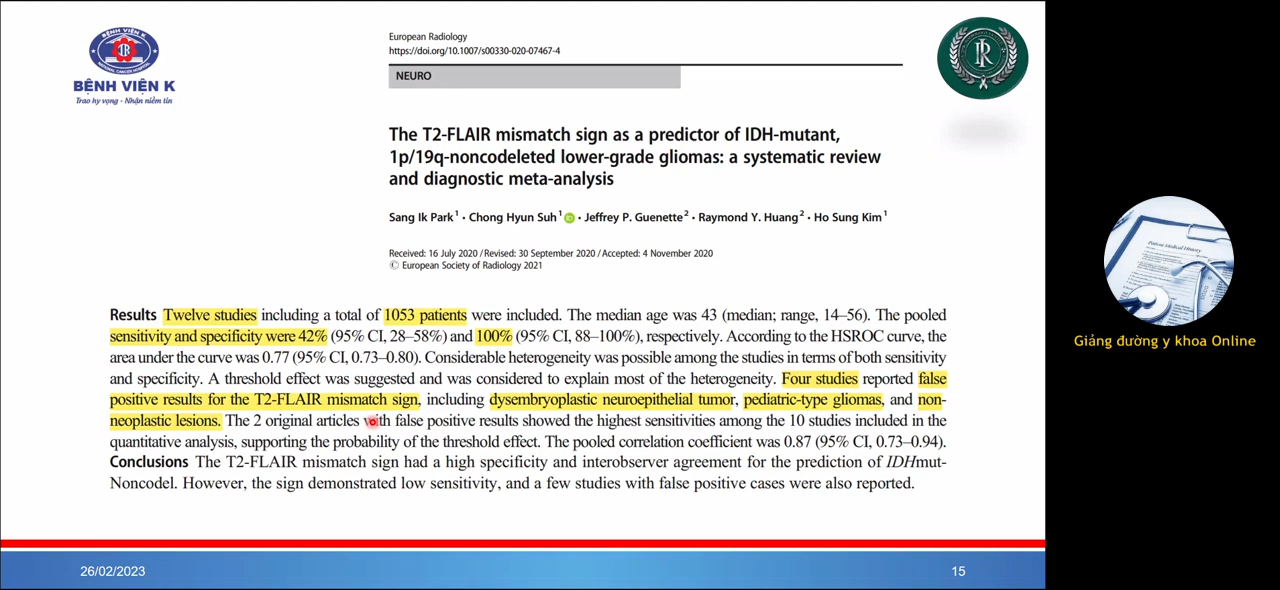 BỆNH VIỆN K
Trao hy vọng - Nhận niềm tin
European Radiology
https://doi.org/10.1007/s00330-020-07467-4
NEURO
The T2-FLAIR mismatch sign as a predictor of IDH-mutant,
1p/19q-noncodeleted lower-grade gliomas: a systematic review
and diagnostic meta-analysis
Sang Ik Park1 · Chong Hyun Suh1 · Jeffrey P. Guenette2 · Raymond Y. Huang2 · Ho Sung Kim1
Received: 16 July 2020 / Revised: 30 September 2020 / Accepted: 4 November 2020
© European Society of Radiology 2021
Results Twelve studies including a total of 1053 patients were included. The median age was 43 (median; range, 14–56). The pooled
sensitivity and specificity were 42% (95% CI, 28–58%) and 100% (95% CI, 88–100%), respectively. According to the HSROC curve, the
area under the curve was 0.77 (95% CI, 0.73–0.80). Considerable heterogeneity was possible among the studies in terms of both sensitivity
and specificity. A threshold effect was suggested and was considered to explain most of the heterogeneity. Four studies reported false
positive results for the T2-FLAIR mismatch sign, including dysembryoplastic neuroepithelial tumor, pediatric-type gliomas, and non-
neoplastic lesions. The 2 original articles with false positive results showed the highest sensitivities among the 10 studies included in the
quantitative analysis, supporting the probability of the threshold effect. The pooled correlation coefficient was 0.87 (95% CI, 0.73–0.94).
Conclusions The T2-FLAIR mismatch sign had a high specificity and interobserver agreement for the prediction of IDHmut-
Noncodel. However, the sign demonstrated low sensitivity, and a few studies with false positive cases were also reported.
26/02/2023
15
Patient Medical History
Giảng đường y khoa Online